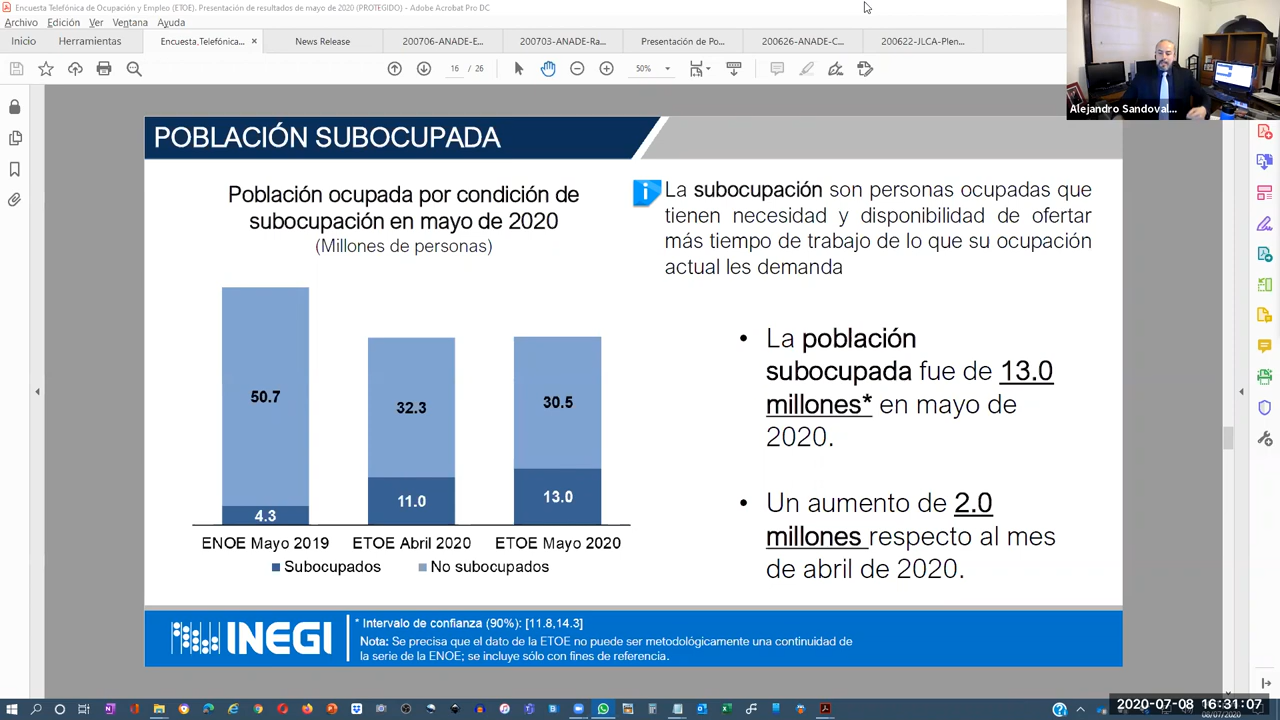 Encuesta Telefónica de Ocupación y Empleo (ETOE). Presentación de resultados de mayo de 2020 (PROTEGIDO) - Adobe Acrobat Pro DC
Archivo Edición Ver Ventana Ayuda
Inicio Herramientas Encuesta Telefónica... × News Release 200706-ANADE-E... 200703-ANADE-Ra... Presentación de Po... 200626-ANADE-C... 200622-JLCA-Plen...
16 / 26 50%
Alejandro Sandoval...
POBLACIÓN SUBOCUPADA
Población ocupada por condición de
subocupación en mayo de 2020
(Millones de personas)
50.7
32.3
30.5
4.3
11.0
13.0
ENOE Mayo 2019 ETOE Abril 2020 ETOE Mayo 2020
Subocupados No subocupados
La subocupación son personas ocupadas que
tienen necesidad y disponibilidad de ofertar
más tiempo de trabajo de lo que su ocupación
actual les demanda
• La población
subocupada fue de 13.0
millones* en mayo de
2020.
• Un aumento de 2.0
millones respecto al mes
de abril de 2020.
INEGI
* Intervalo de confianza (90%): [11.8,14.3]
Nota: Se precisa que el dato de la ETOE no puede ser metodológicamente una continuidad de
la serie de la ENOE; se incluye sólo con fines de referencia.
2020-07-08 16:31:07
08/07/2020